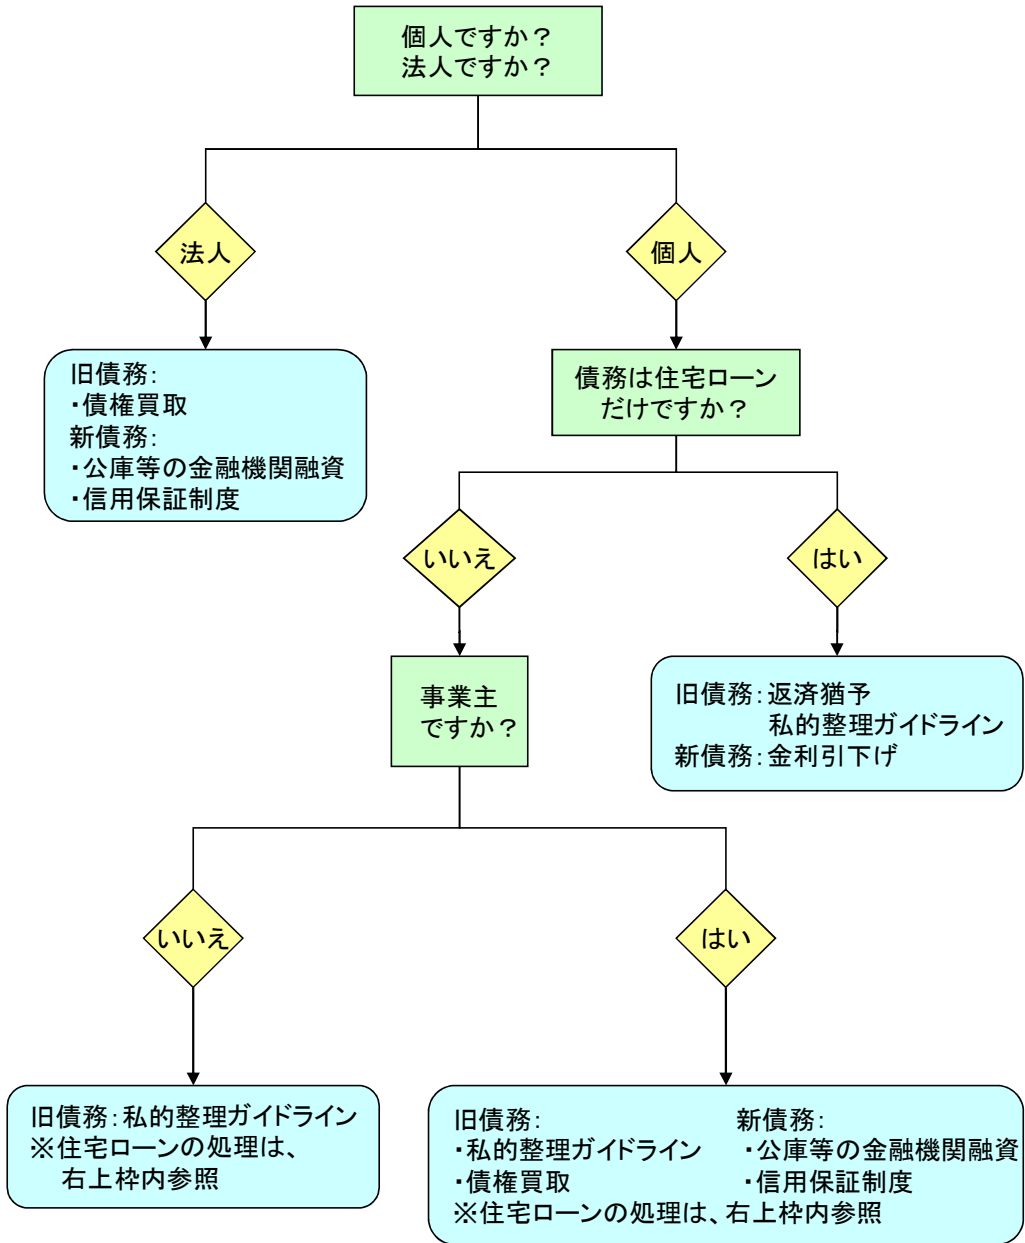 個人ですか？
法人ですか？
法人
個人
旧債務：
・債権買取
新債務：
・公庫等の金融機関融資
・信用保証制度
債務は住宅ローン
だけですか？
いいえ
はい
事業主
ですか？
旧債務：返済猶予
私的整理ガイドライン
新債務：金利引下げ
いいえ
はい
旧債務：私的整理ガイドライン
※住宅ローンの処理は、
右上枠内参照
旧債務：
・私的整理ガイドライン
・債権買取
新債務：
・公庫等の金融機関融資
・信用保証制度
※住宅ローンの処理は、右上枠内参照